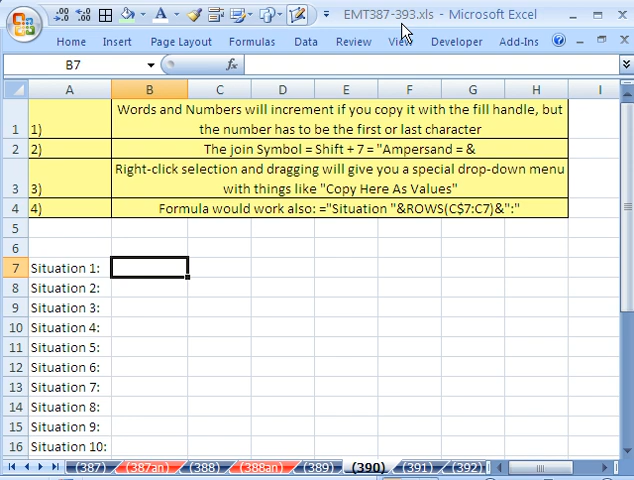 EMT387-393.xls - Microsoft Excel
Home Insert Page Layout Formulas Data Review View Developer Add-Ins
B7 fx
A B C D E F G H I
1 1) Words and Numbers will increment if you copy it with the fill handle, but
the number has to be the first or last character
2 2) The join Symbol = Shift + 7 = "Ampersand = &
3 3) Right-click selection and dragging will give you a special drop-down menu
with things like "Copy Here As Values"
4 4) Formula would work also: ="Situation "&ROWS(C$7:C7)&":"
5
6
7 Situation 1:
8 Situation 2:
9 Situation 3:
10 Situation 4:
11 Situation 5:
12 Situation 6:
13 Situation 7:
14 Situation 8:
15 Situation 9:
16 Situation 10:
(387) (387an) (388) (388an) (389) (390) (391) (392)